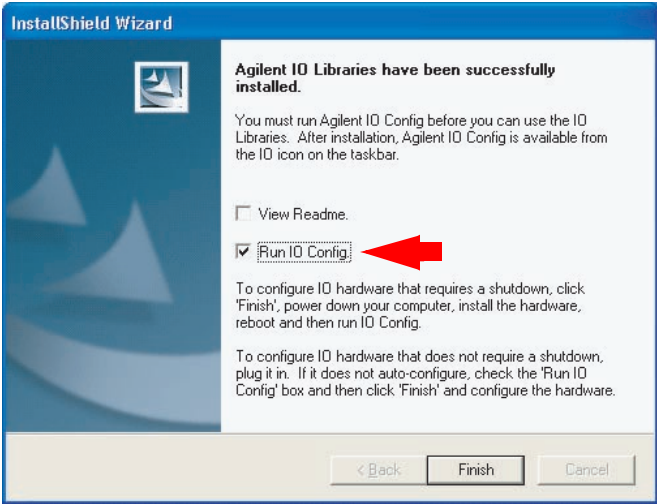 InstallShield Wizard
Agilent IO Libraries have been successfully
installed.
You must run Agilent IO Config before you can use the IO
Libraries. After installation, Agilent IO Config is available from
the IO icon on the taskbar.
View Readme.
Run IO Config.
To configure IO hardware that requires a shutdown, click
'Finish', power down your computer, install the hardware,
reboot and then run IO Config.
To configure IO hardware that does not require a shutdown,
plug it in. If it does not auto-configure, check the 'Run IO
Config' box and then click 'Finish' and configure the hardware.
< Back
Finish
Cancel